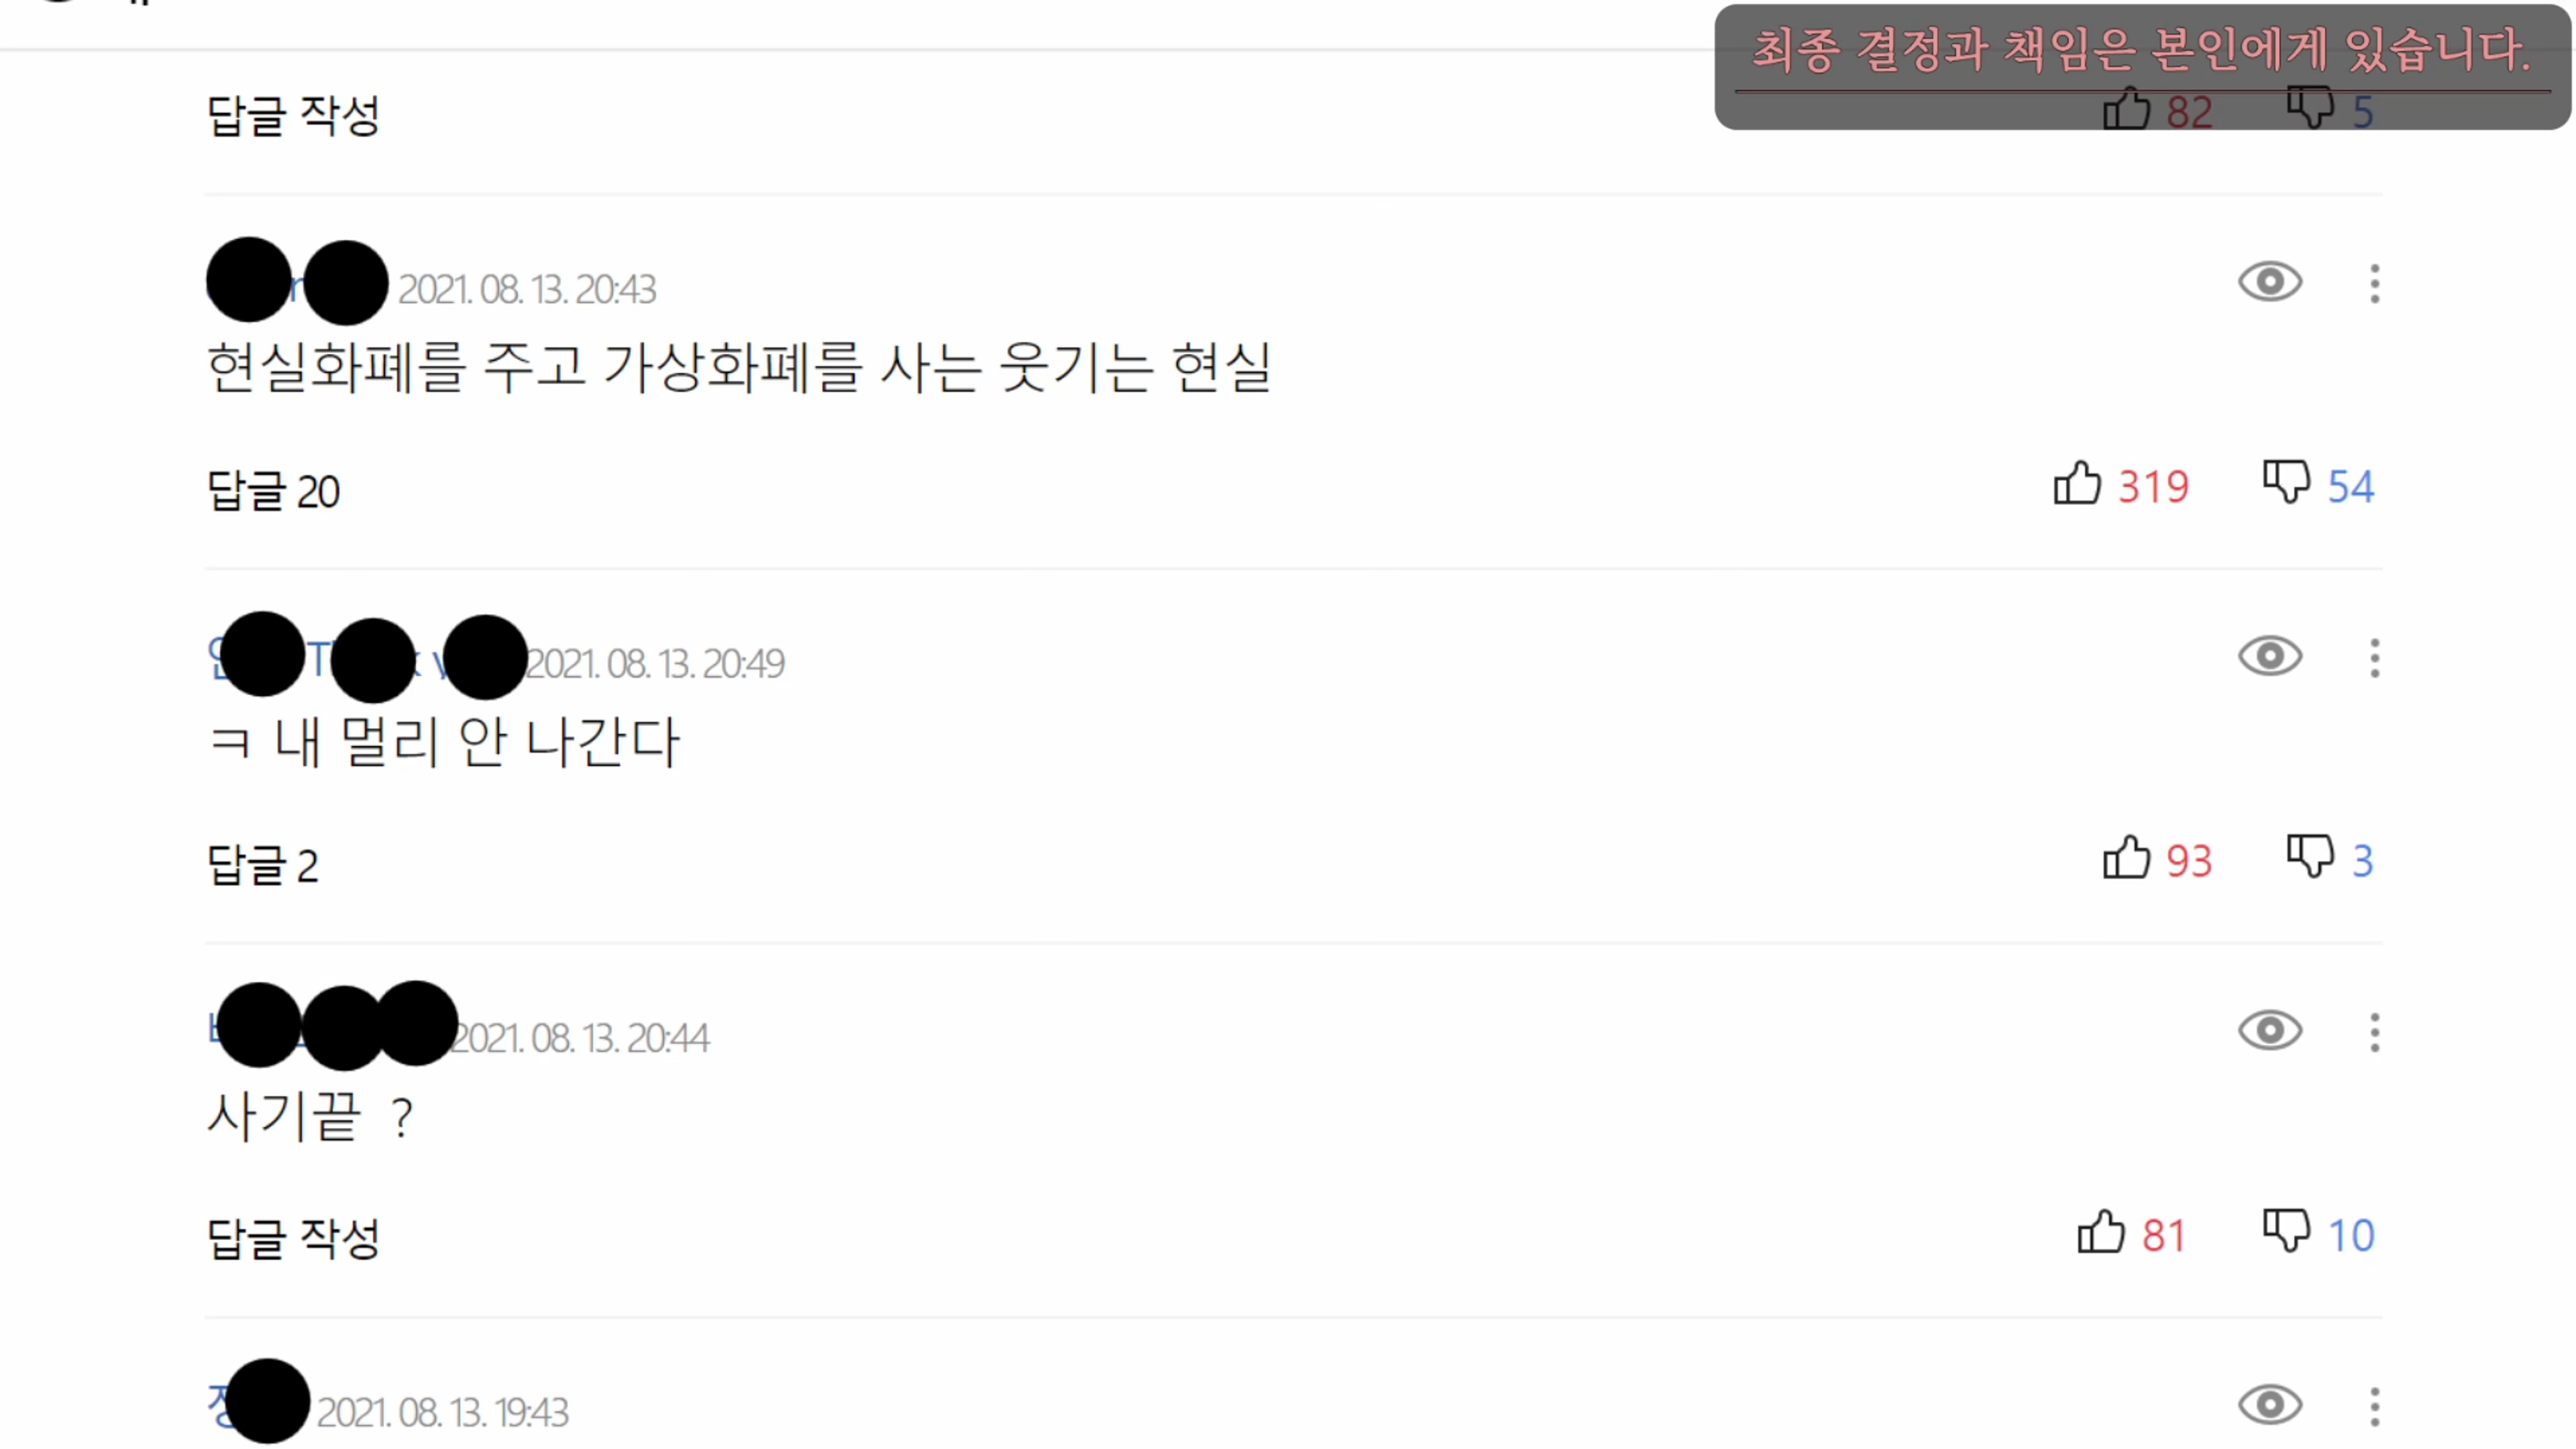 최종 결정과 책임은 본인에게 있습니다.
답글 작성
82 5
2021. 08. 13. 20:43
현실화폐를 주고 가상화폐를 사는 웃기는 현실
답글 20
319 54
2021. 08. 13. 20:49
ㅋ 내 멀리 안 나간다
답글 2
93 3
2021. 08. 13. 20:44
사기끝 ?
답글 작성
81 10
2021. 08. 13. 19:43